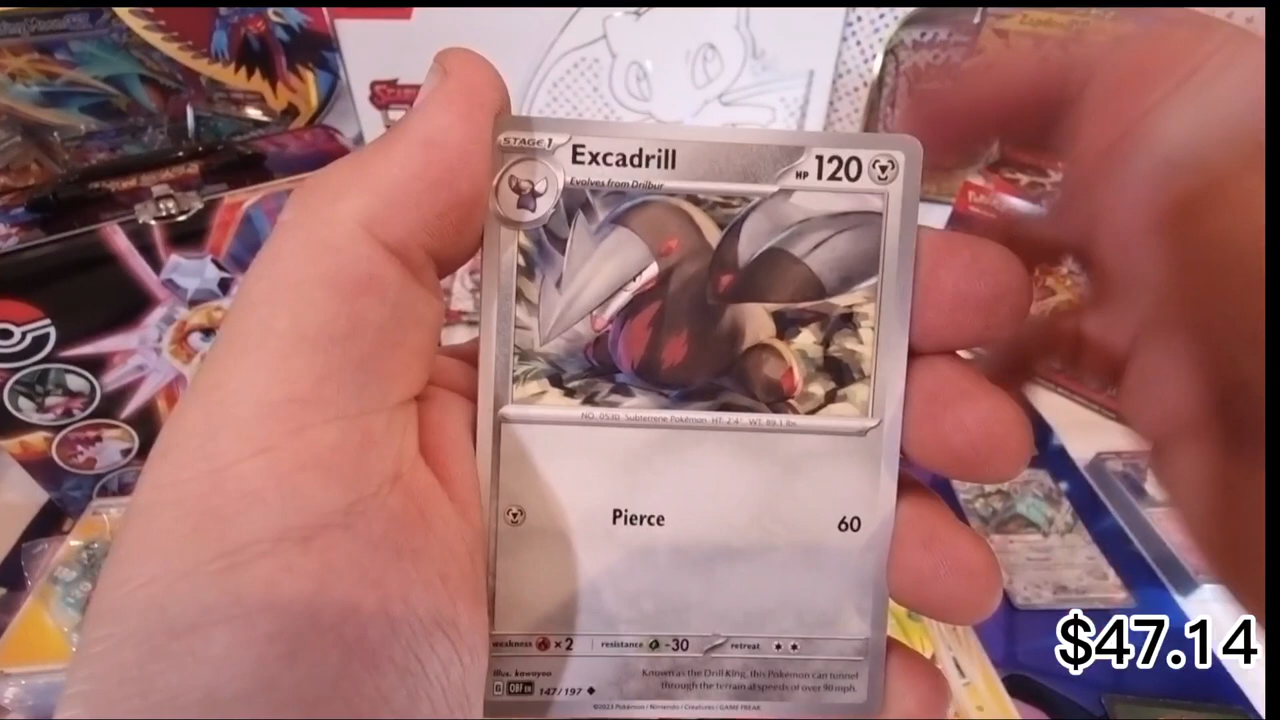 STAGE 1
Excadrill
HP 120
Evolves from Drilbur
NO. 0530 Subterrene Pokémon HT: 2'4" WT: 89.1 lbs.
Pierce 60
weakness ×2 resistance -30 retreat
Illus. kawayoo
Known as the Drill King, this Pokémon can tunnel
through the terrain at speeds of over 90 mph.
G OBF EN 147/197
©2023 Pokémon / Nintendo / Creatures / GAME FREAK
$47.14